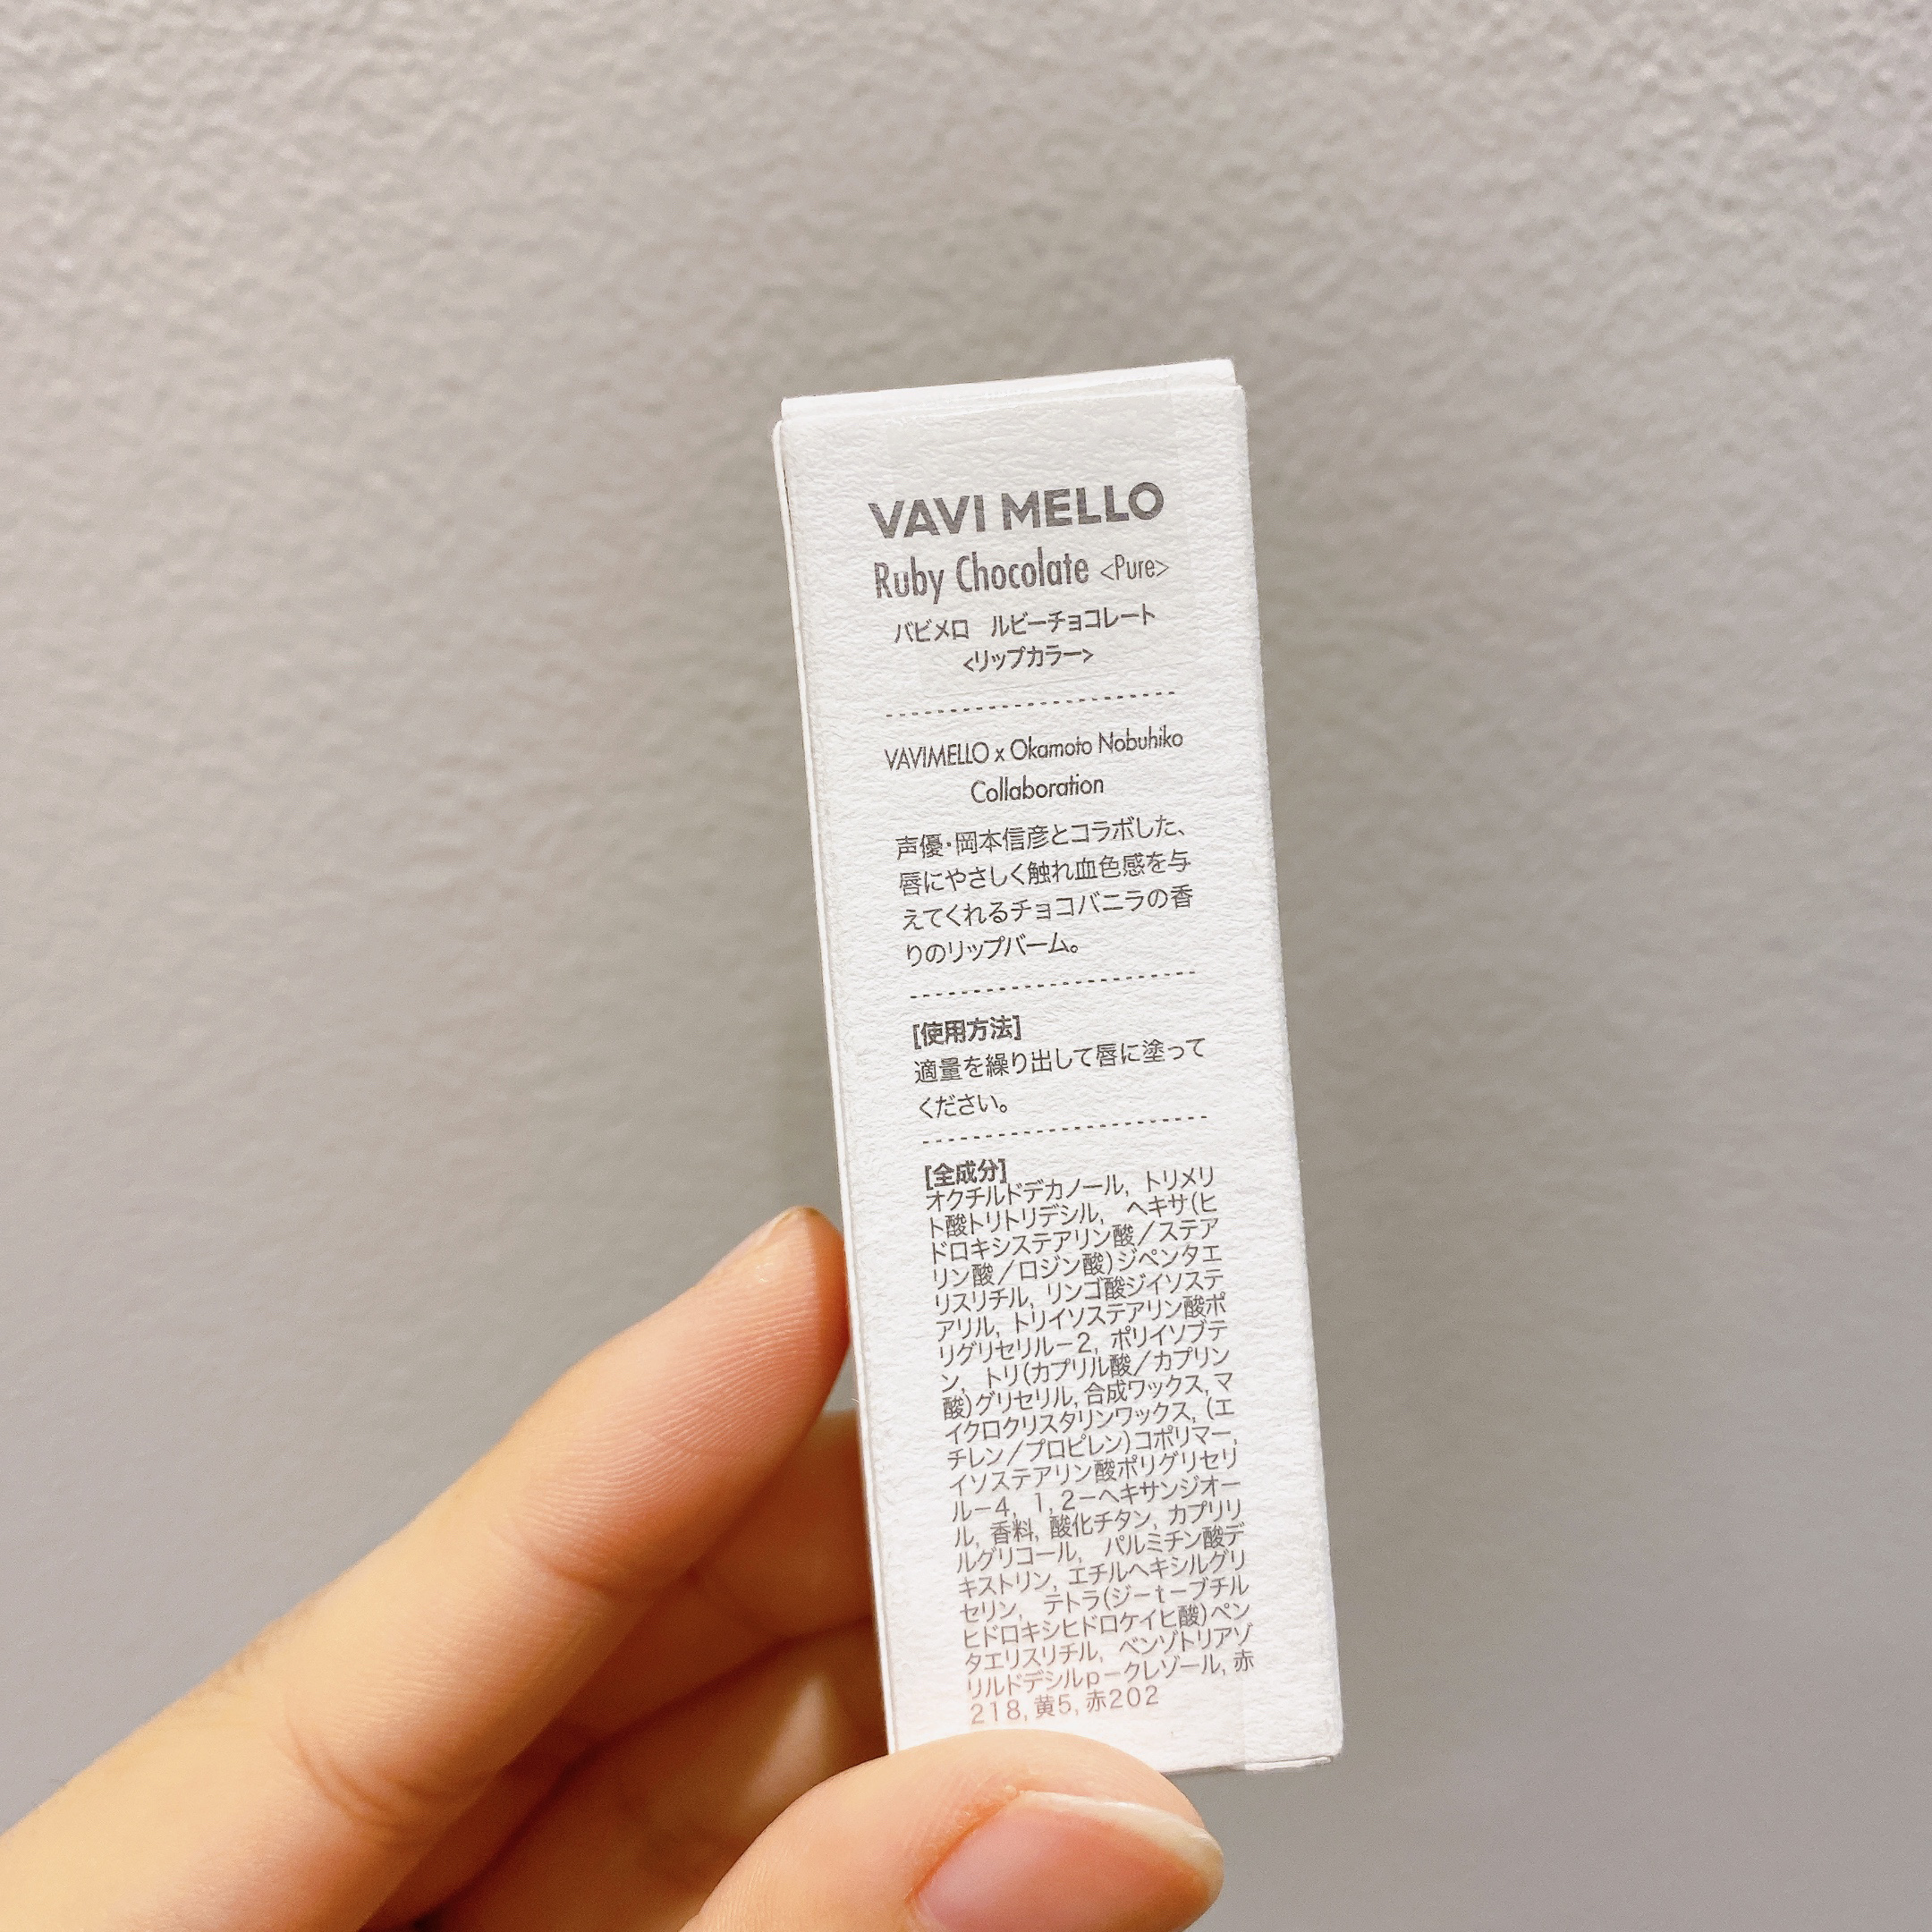 VAVI MELLO
Ruby Chocolate <Pure>
バビメロ　ルビーチョコレート
<リップカラー>
VAVIMELLO x Okamoto Nobuhiko
Collaboration
声優・岡本信彦とコラボした、
唇にやさしく触れ血色感を与
えてくれるチョコバニラの香
りのリップバーム。
[使用方法]
適量を繰り出して唇に塗って
ください。
[全成分]
オクチルドデカノール, トリメリ
ト酸トリトリデシル, ヘキサ(ヒ
ドロキシステアリン酸/ステア
リン酸/ロジン酸)ジペンタエ
リスリチル, リンゴ酸ジイソステ
アリル, トリイソステアリン酸ポ
リグリセリル-2, ポリイソブテ
ン, トリ(カプリル酸/カプリン
酸)グリセリル, 合成ワックス, マ
イクロクリスタリンワックス, (エ
チレン/プロピレン)コポリマー,
イソステアリン酸ポリグリセリ
ル-4, 1,2-ヘキサンジオー
ル, 香料, 酸化チタン, カプリリ
ルグリコール, パルミチン酸デ
キストリン, エチルヘキシルグリ
セリン, テトラ(ジ-t-ブチル
ヒドロキシヒドロケイヒ酸)ペン
タエリスリチル, ベンゾトリアゾ
リルドデシルp-クレゾール, 赤
218, 黄5, 赤202